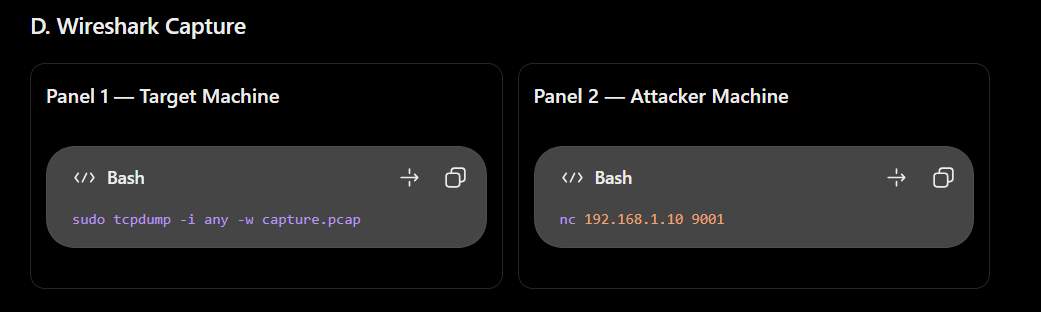 D. Wireshark Capture
Panel 1 — Target Machine
</> Bash
sudo tcpdump -i any -w capture.pcap
Panel 2 — Attacker Machine
</> Bash
nc 192.168.1.10 9001